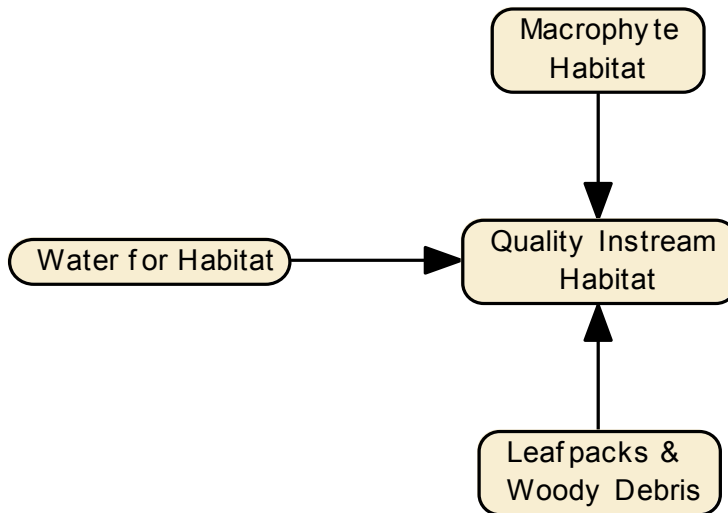 Macrophyte
Habitat
Water for Habitat
Quality Instream
Habitat
Leafpacks &
Woody Debris